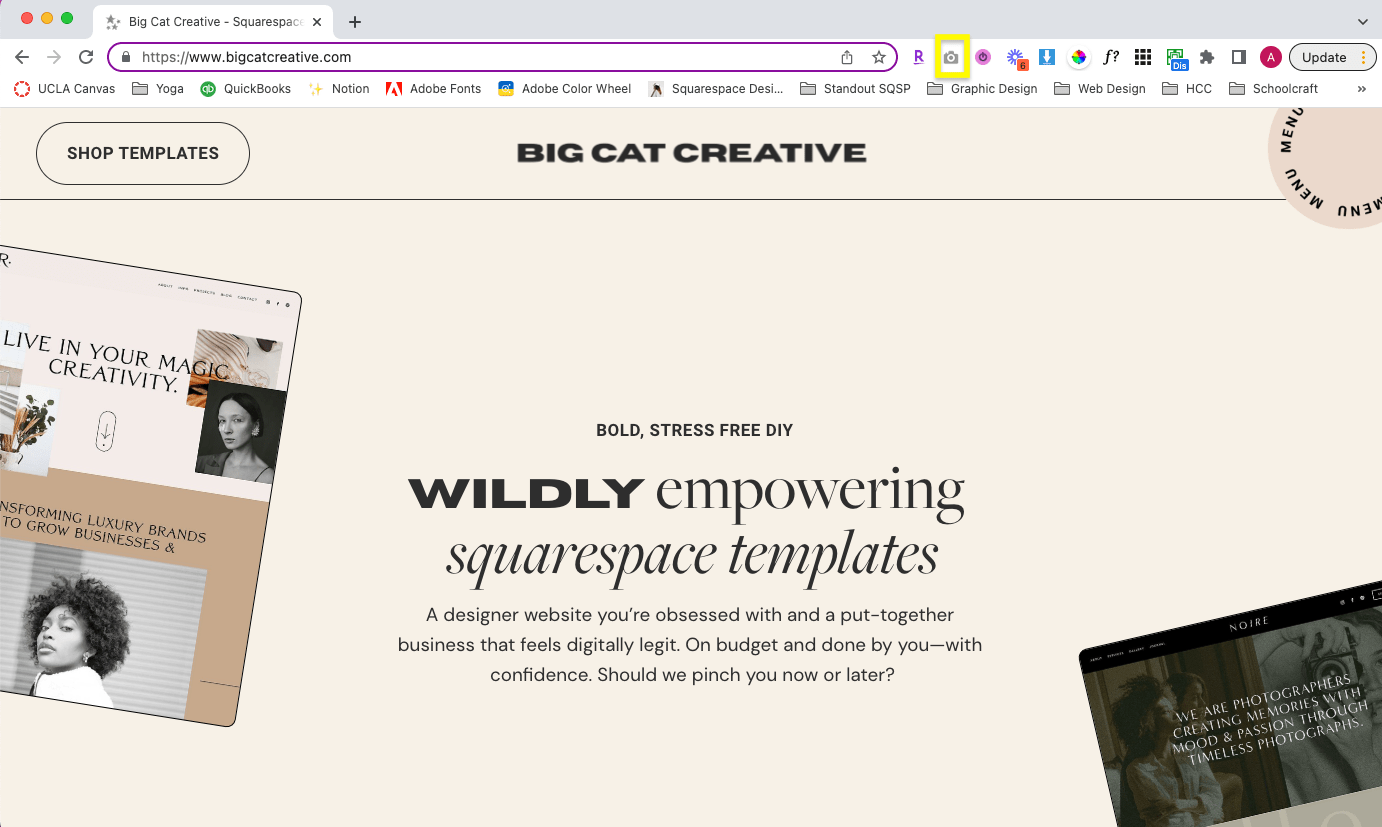 Big Cat Creative - Squarespace
https://www.bigcatcreative.com
R
6
f?
Dis
A
Update
UCLA Canvas
Yoga
QuickBooks
Notion
Adobe Fonts
Adobe Color Wheel
Squarespace Desi...
Standout SQSP
Graphic Design
Web Design
HCC
Schoolcraft
»
SHOP TEMPLATES
BIG CAT CREATIVE
MENU
MENU
MENU
R.
ABOUT
PROJECTS
BLOG
CONTACT
LIVE IN YOUR MAGIC
CREATIVITY.
NSFORMING LUXURY BRANDS
TO GROW BUSINESSES &
BOLD, STRESS FREE DIY
WILDLY empowering
squarespace templates
A designer website you’re obsessed with and a put-together
business that feels digitally legit. On budget and done by you—with
confidence. Should we pinch you now or later?
NOIRE
WE ARE PHOTOGRAPHERS
CREATING MEMORIES WITH
MOOD & PASSION THROUGH
TIMELESS PHOTOGRAPHS.